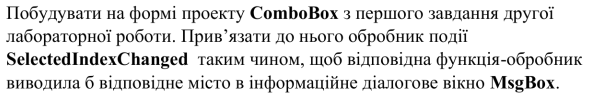 Побудувати на формі проекту ComboBox з першого завдання другої
лабораторної роботи. Прив’язати до нього обробник події
SelectedIndexChanged таким чином, щоб відповідна функція-обробник
виводила б відповідне місто в інформаційне діалогове вікно MsgBox.